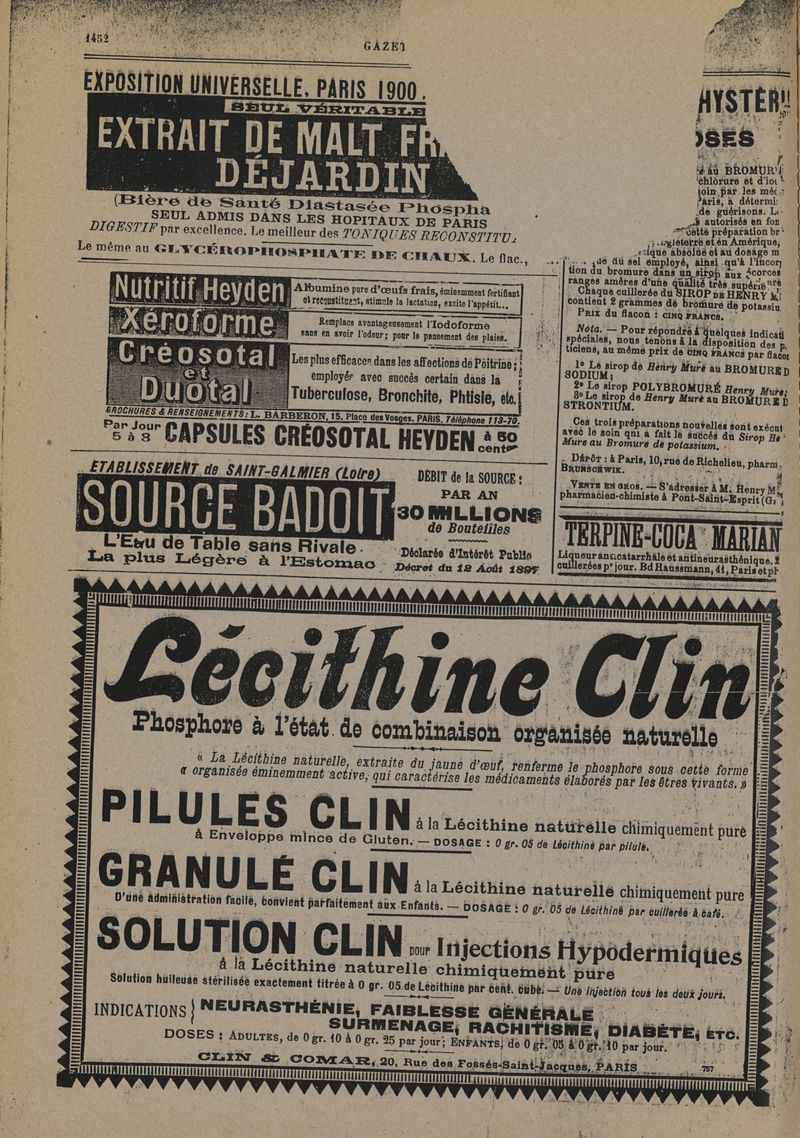 1452
GAZET
EXPOSITION UNIVERSELLE, PARIS 1900.
SEUL VÉRITABLE
EXTRAIT DE MALT FR
DÉJARDIN
(Bière de Santé Diastasée Phospha
SEUL ADMIS DANS LES HOPITAUX DE PARIS
DIGESTIF par excellence. Le meilleur des TONIQUES RECONSTITU
Le même au GLYCÉROPHOSPHATE DE CHAUX. Le flac.,
Nutritif Heyden
Albumine pure d'œufs frais, éminemment fortifiant
et reconstituant, stimule la lactation, excite l'appétit...
Xéroforme
Remplace avantageusement l'Iodoforme
sans en avoir l'odeur; pour le pansement des plaies.
Créosotal
et
Duotal
Les plus efficaces dans les affections de Poitrine;
employés avec succès certain dans la
Tuberculose, Bronchite, Phtisie, etc.
BROCHURES & RENSEIGNEMENTS: L. BARBERON, 15, Place des Vosges, PARIS. Téléphone 113-70.
Par Jour
5 à 8
CAPSULES CRÉOSOTAL HEYDEN
à 50
centgr
ETABLISSEMENT de SAINT-GALMIER (Loire)
SOURCE BADOIT
L'Eau de Table sans Rivale.
La plus Légère à l'Estomac
DÉBIT de la SOURCE:
PAR AN
30 MILLIONS
de Bouteilles
Déclarée d'Intérêt Public
Décret du 12 Août 1897
HYSTÉRI
OSES
au BROMURE
chlorure et d'iod
join par les méd
Paris, a détermi
de guérisons. L
autorisés en fon
cette préparation br
gleterre et en Amérique,
tique absolue et au dosage m
de du sel employé, ainsi qu'à l'incor
tion du bromure dans un sirop aux écorces
ranges amères d'une qualité très supérieure
Chaque cuillerée du SIROP DE HENRY M
contient 2 grammes de bromure de potassiu
Prix du flacon : CINQ FRANCS.
Nota. — Pour répondre à quelques indicati
spéciales, nous tenons à la disposition des p
ticiens, au même prix de CINQ FRANCS par flacon
1° Le sirop de Henry Mure au BROMURE D
SODIUM;
2° Le sirop POLYBROMURÉ Henry Mure;
3° Le sirop de Henry Mure au BROMURE D
STRONTIUM.
Ces trois préparations nouvelles sont exécut
avec le soin qui a fait le succès du Sirop He
Mure au Bromure de potassium.
Dépôt : à Paris, 10, rue de Richelieu, pharm.
BRUNSCHWIK.
VENTE EN GROS. — S'adresser à M. Henry M
pharmacien-chimiste à Pont-Saint-Esprit (G
TERPINE-COCA MARIAN
Liqueur anticatarrhale et antineurasthénique. 2
cuillerées pr jour. Bd Haussmann, 41, Paris et ph
Lécithine Clin
Phosphore à l'état de combinaison organisée naturelle
« La Lécithine naturelle, extraite du jaune d'œuf, renferme le phosphore sous cette forme
« organisée éminemment active, qui caractérise les médicaments élaborés par les êtres vivants. »
PILULES CLIN à la Lécithine naturelle chimiquement pure
à Enveloppe mince de Gluten. — DOSAGE : 0 gr. 05 de Lécithine par pilule.
GRANULÉ CLIN à la Lécithine naturelle chimiquement pure
D'une administration facile, convient parfaitement aux Enfants. — DOSAGE : 0 gr. 05 de Lécithine par cuillerée à café.
SOLUTION CLIN pour Injections Hypodermiques
à la Lécithine naturelle chimiquement pure
Solution huileuse stérilisée exactement titrée à 0 gr. 05 de Lécithine par cent. cube. — Une injection tous les deux jours.
INDICATIONS } NEURASTHÉNIE, FAIBLESSE GÉNÉRALE
SURMENAGE, RACHITISME, DIABÈTE, ETC.
DOSES : ADULTES, de 0 gr. 10 à 0 gr. 25 par jour; ENFANTS, de 0 gr. 05 à 0 gr. 10 par jour.
CLIN & COMAR, 20, Rue des Fossés-Saint-Jacques, PARIS
757